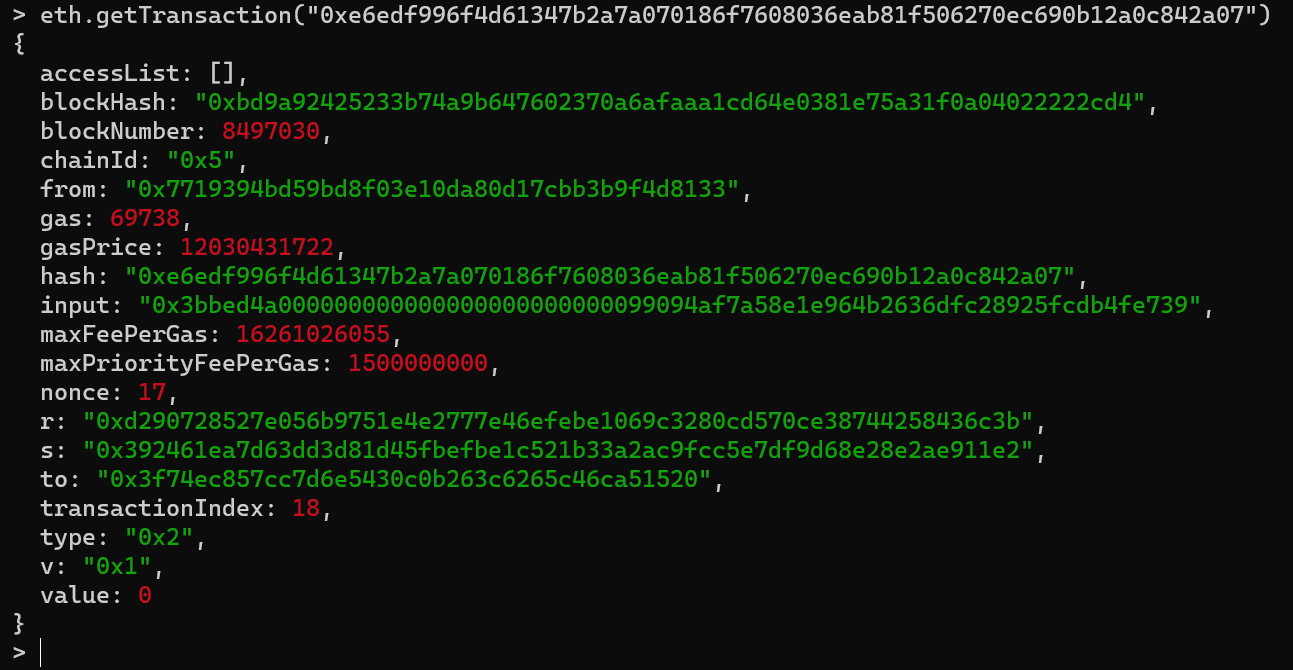 > eth.getTransaction("0xe6edf996f4d61347b2a7a070186f7608036eab81f506270ec690b12a0c842a07")
{
accessList: [],
blockHash: "0xbd9a92425233b74a9b647602370a6afaaa1cd64e0381e75a31f0a04022222cd4",
blockNumber: 8497030,
chainId: "0x5",
from: "0x7719394bd59bd8f03e10da80d17cbb3b9f4d8133",
gas: 69738,
gasPrice: 12030431722,
hash: "0xe6edf996f4d61347b2a7a070186f7608036eab81f506270ec690b12a0c842a07",
input: "0x3bbed4a000000000000000000000000099094af7a58e1e964b2636dfc28925fcdb4fe739",
maxFeePerGas: 16261026055,
maxPriorityFeePerGas: 1500000000,
nonce: 17,
r: "0xd290728527e056b9751e4e2777e46efebe1069c3280cd570ce38744258436c3b",
s: "0x392461ea7d63dd3d81d45fbefbe1c521b33a2ac9fcc5e7df9d68e28e2ae911e2",
to: "0x3f74ec857cc7d6e5430c0b263c6265c46ca51520",
transactionIndex: 18,
type: "0x2",
v: "0x1",
value: 0
}
>